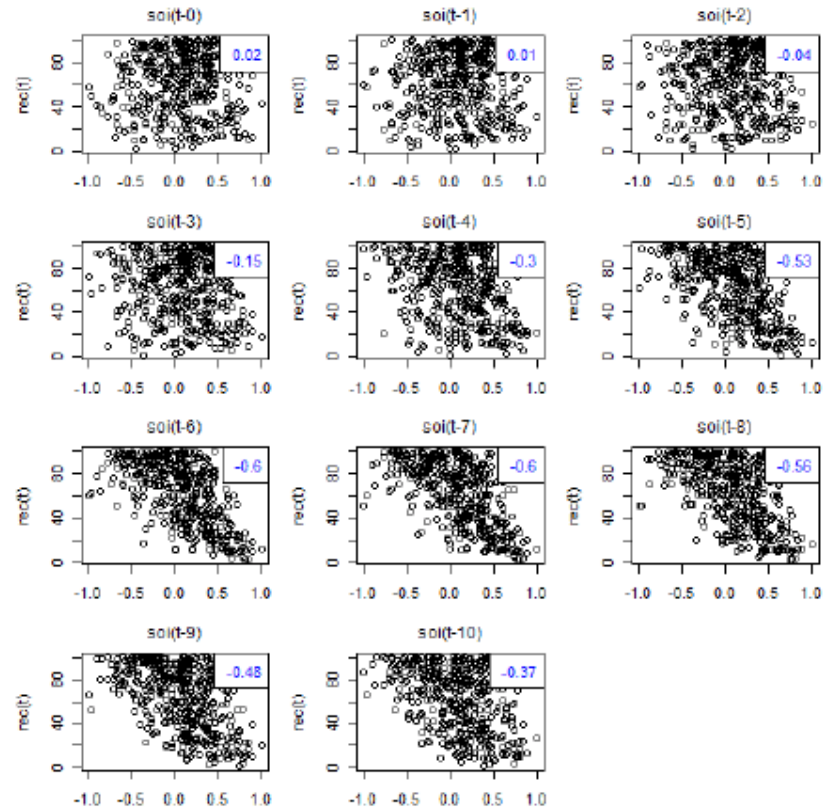 soi(t-0) soi(t-1) soi(t-2)
0.02 0.01 -0.04
rec(t) rec(t) rec(t)
0 40 80 0 40 80 0 40 80
-1.0 -0.5 0.0 0.5 1.0 -1.0 -0.5 0.0 0.5 1.0 -1.0 -0.5 0.0 0.5 1.0
soi(t-3) soi(t-4) soi(t-5)
-0.15 -0.3 -0.53
rec(t) rec(t) rec(t)
0 40 80 0 40 80 0 40 80
-1.0 -0.5 0.0 0.5 1.0 -1.0 -0.5 0.0 0.5 1.0 -1.0 -0.5 0.0 0.5 1.0
soi(t-6) soi(t-7) soi(t-8)
-0.6 -0.6 -0.56
rec(t) rec(t) rec(t)
0 40 80 0 40 80 0 40 80
-1.0 -0.5 0.0 0.5 1.0 -1.0 -0.5 0.0 0.5 1.0 -1.0 -0.5 0.0 0.5 1.0
soi(t-9) soi(t-10)
-0.48 -0.37
rec(t) rec(t)
0 40 80 0 40 80
-1.0 -0.5 0.0 0.5 1.0 -1.0 -0.5 0.0 0.5 1.0